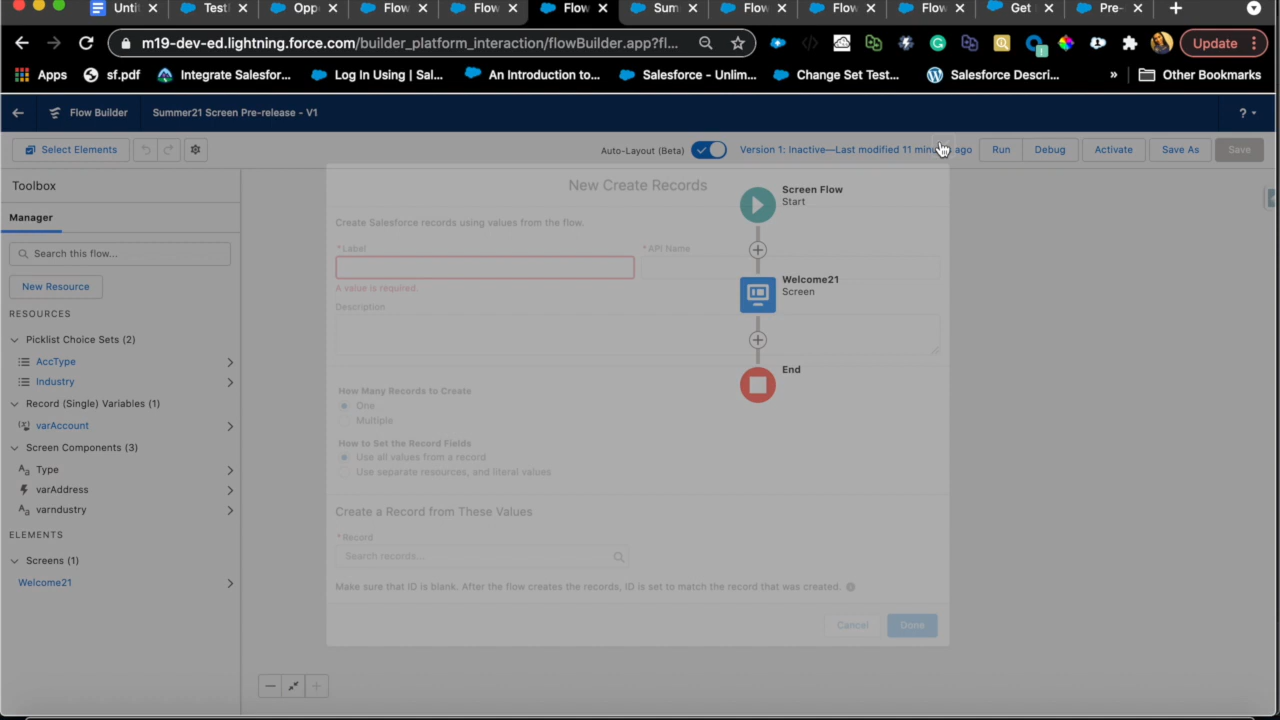 Untit
Testl
Opp
Flow
Flow
Flow
Sum
Flow
Flow
Flow
Get
Pre-
m19-dev-ed.lightning.force.com/builder_platform_interaction/flowBuilder.app?fl...
Update
Apps
sf.pdf
Integrate Salesfor...
Log In Using | Sal...
An Introduction to...
Salesforce - Unlim...
Change Set Test...
Salesforce Descri...
»
Other Bookmarks
Flow Builder
Summer21 Screen Pre-release - V1
?
Select Elements
Auto-Layout (Beta)
Version 1: Inactive—Last modified 11 minutes ago
Run
Debug
Activate
Save As
Save
Toolbox
Manager
Search this flow...
New Resource
RESOURCES
Picklist Choice Sets (2)
AccType
Industry
Record (Single) Variables (1)
varAccount
Screen Components (3)
Type
varAddress
varndustry
ELEMENTS
Screens (1)
Welcome21
New Create Records
Create Salesforce records using values from the flow.
*Label
*API Name
A value is required.
Description
How Many Records to Create
One
Multiple
How to Set the Record Fields
Use all values from a record
Use separate resources, and literal values
Create a Record from These Values
*Record
Search records...
Make sure that ID is blank. After the flow creates the records, ID is set to match the record that was created.
Cancel
Done
Screen Flow
Start
Welcome21
Screen
End